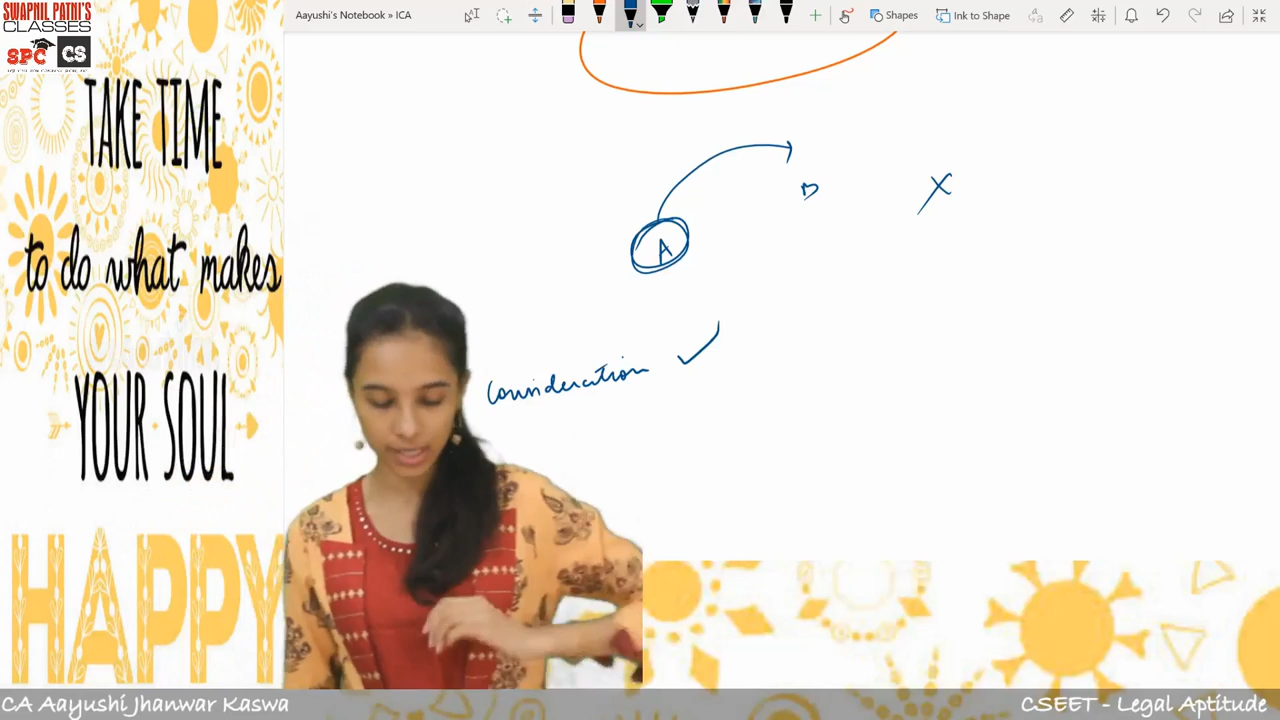 SWAPNIL PATNI'S
CLASSES
SPC CS
Aayushi's Notebook » ICA
Shapes
Ink to Shape
TAKE TIME
to do what makes
YOUR SOUL
HAPPY
A
B
X
Consideration ✓
CA Aayushi Jhanwar Kaswa
CSEET - Legal Aptitude